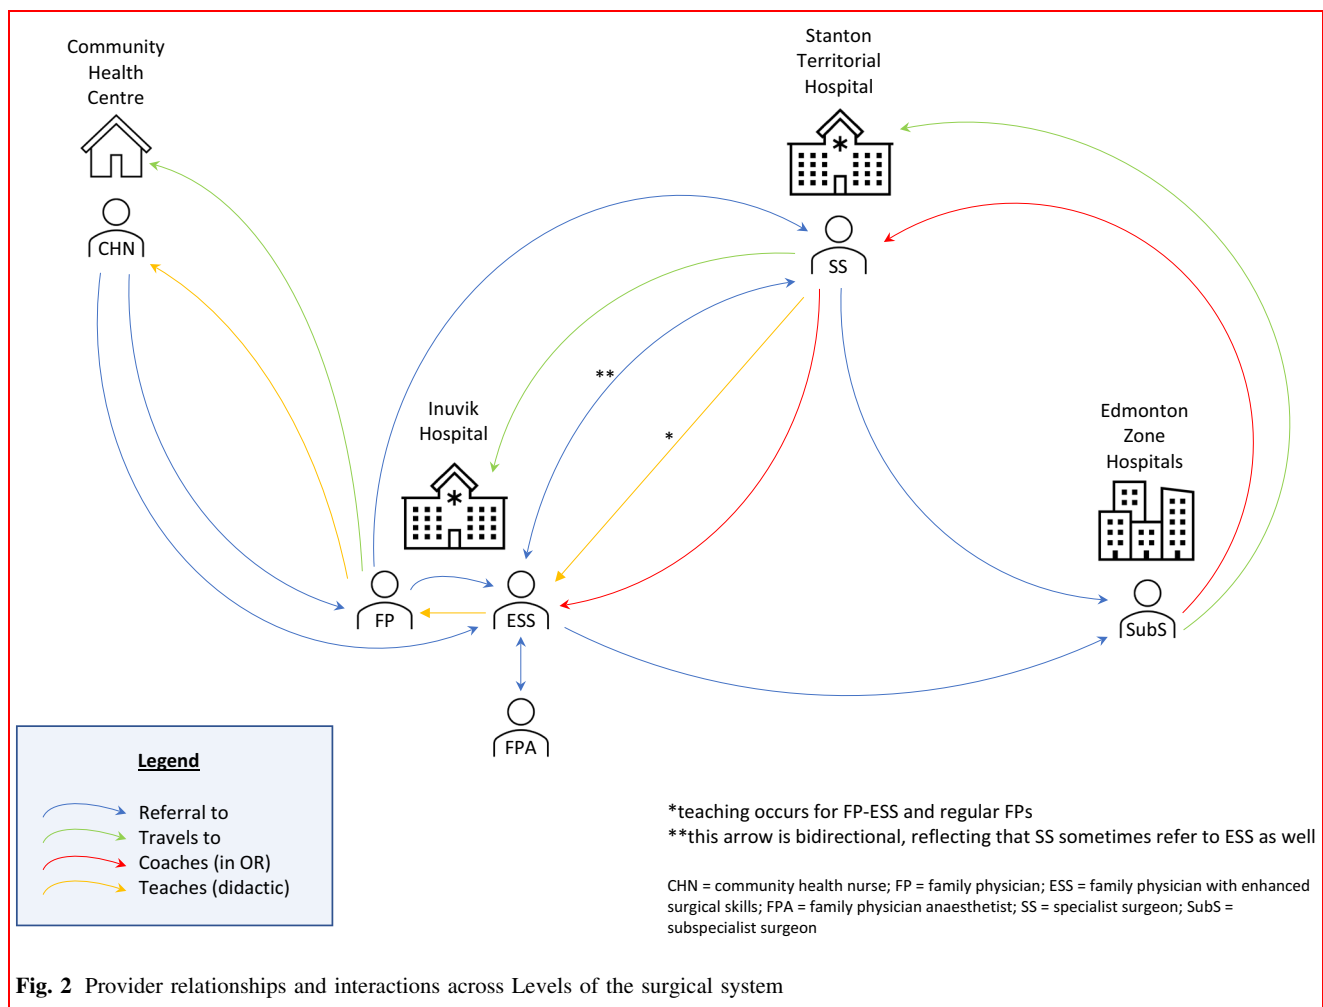 Community
Health
Centre
CHN
Stanton
Territorial
Hospital
*
SS
**
*
Inuvik
Hospital
*
FP
ESS
FPA
Edmonton
Zone
Hospitals
SubS
Legend
Referral to
Travels to
Coaches (in OR)
Teaches (didactic)
*teaching occurs for FP-ESS and regular FPs
**this arrow is bidirectional, reflecting that SS sometimes refer to ESS as well
CHN = community health nurse; FP = family physician; ESS = family physician with enhanced
surgical skills; FPA = family physician anaesthetist; SS = specialist surgeon; SubS =
subspecialist surgeon
Fig. 2 Provider relationships and interactions across Levels of the surgical system